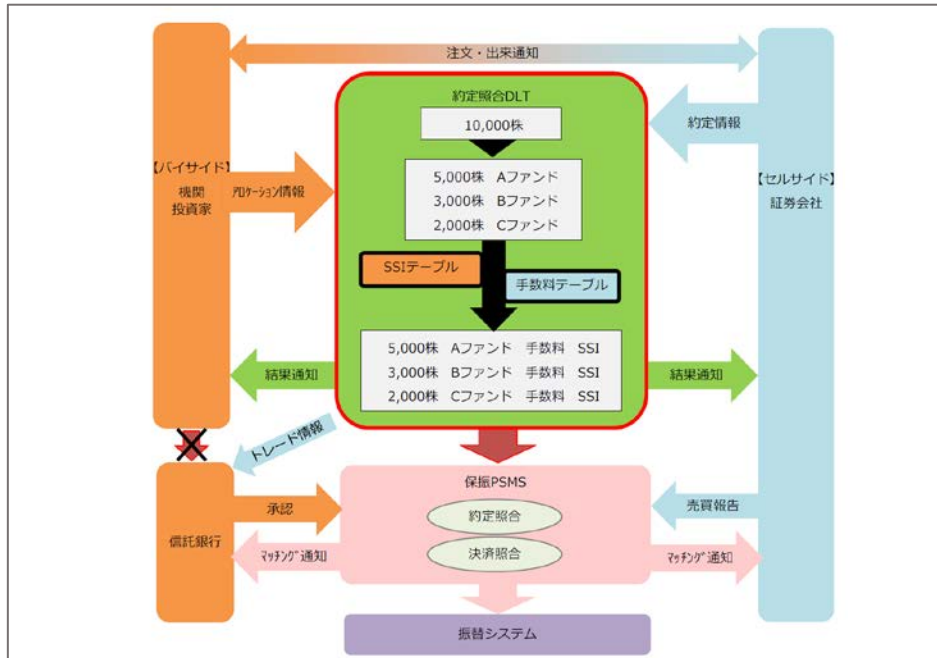 注文・出来通知
約定照合DLT
10,000株
約定情報
【バイサイド】
機関
投資家
アロケーション情報
5,000株 Aファンド
3,000株 Bファンド
2,000株 Cファンド
【セルサイド】
証券会社
SSIテーブル
手数料テーブル
5,000株 Aファンド 手数料 SSI
3,000株 Bファンド 手数料 SSI
2,000株 Cファンド 手数料 SSI
結果通知
結果通知
トレード情報
保振PSMS
約定照合
決済照合
承認
売買報告
信託銀行
マッチング通知
マッチング通知
振替システム